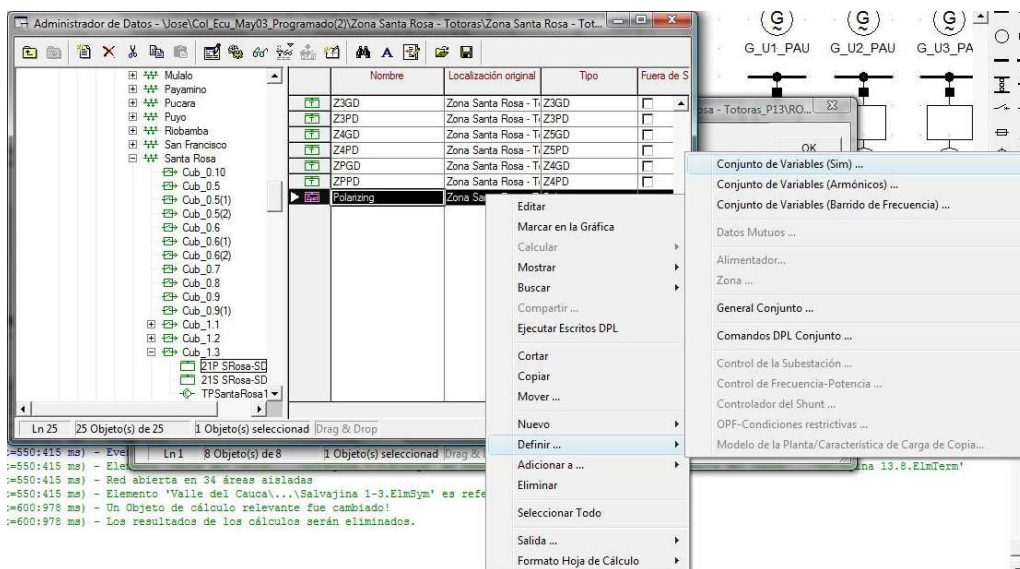 Administrador de Datos - \Jose\Col_Ecu_May03_Programado(2)\Zona Santa Rosa - Totoras\Zona Santa Rosa - Tot...
Mulalo
Payamino
Pucara
Puyo
Riobamba
San Francisco
Santa Rosa
Cub_0.10
Cub_0.5
Cub_0.5(1)
Cub_0.5(2)
Cub_0.6
Cub_0.6(1)
Cub_0.6(2)
Cub_0.7
Cub_0.8
Cub_0.9
Cub_0.9(1)
Cub_1.1
Cub_1.2
Cub_1.3
21P SRosa-SD
21S SRosa-SD
TPSantaRosa1
Nombre Localización original Tipo Fuera de S
Z3GD Zona Santa Rosa - T Z3GD
Z3PD Zona Santa Rosa - T Z3PD
Z4GD Zona Santa Rosa - T Z5GD
Z4PD Zona Santa Rosa - T Z5PD
ZPGD Zona Santa Rosa - T Z4GD
ZPPD Zona Santa Rosa - T Z4PD
Polarizing Zona Sa
Ln 25 25 Objeto(s) de 25 1 Objeto(s) seleccionad Drag & Drop
Ln 1 8 Objeto(s) de 8 1 Objeto(s) seleccionad Drag &
G G G
G_U1_PAU G_U2_PAU G_U3_PA
osa - Totoras_P13\RO...
OK
Editar
Marcar en la Gráfica
Calcular
Mostrar
Buscar
Compartir ...
Ejecutar Escritos DPL
Cortar
Copiar
Mover ...
Nuevo
Definir ...
Adicionar a ...
Eliminar
Seleccionar Todo
Salida ...
Formato Hoja de Cálculo
Conjunto de Variables (Sim) ...
Conjunto de Variables (Armónicos) ...
Conjunto de Variables (Barrido de Frecuencia) ...
Datos Mutuos ...
Alimentador...
Zona ...
General Conjunto ...
Comandos DPL Conjunto ...
Control de la Subestación ...
Control de Frecuencia-Potencia ...
Controlador del Shunt ...
OPF-Condiciones restrictivas ...
Modelo de la Planta/Característica de Carga de Copia...
:=550:415 ms) - Eve
:=550:415 ms) - Ele
na 13.8.ElmTerm'
:=550:415 ms) - Red abierta en 34 áreas aisladas
:=550:415 ms) - Elemento 'Valle del Cauca\...\Salvajina 1-3.ElmSym' es refe
:=600:978 ms) - Un Objeto de cálculo relevante fue cambiado!
:=600:978 ms) - Los resultados de los cálculos serán eliminados.